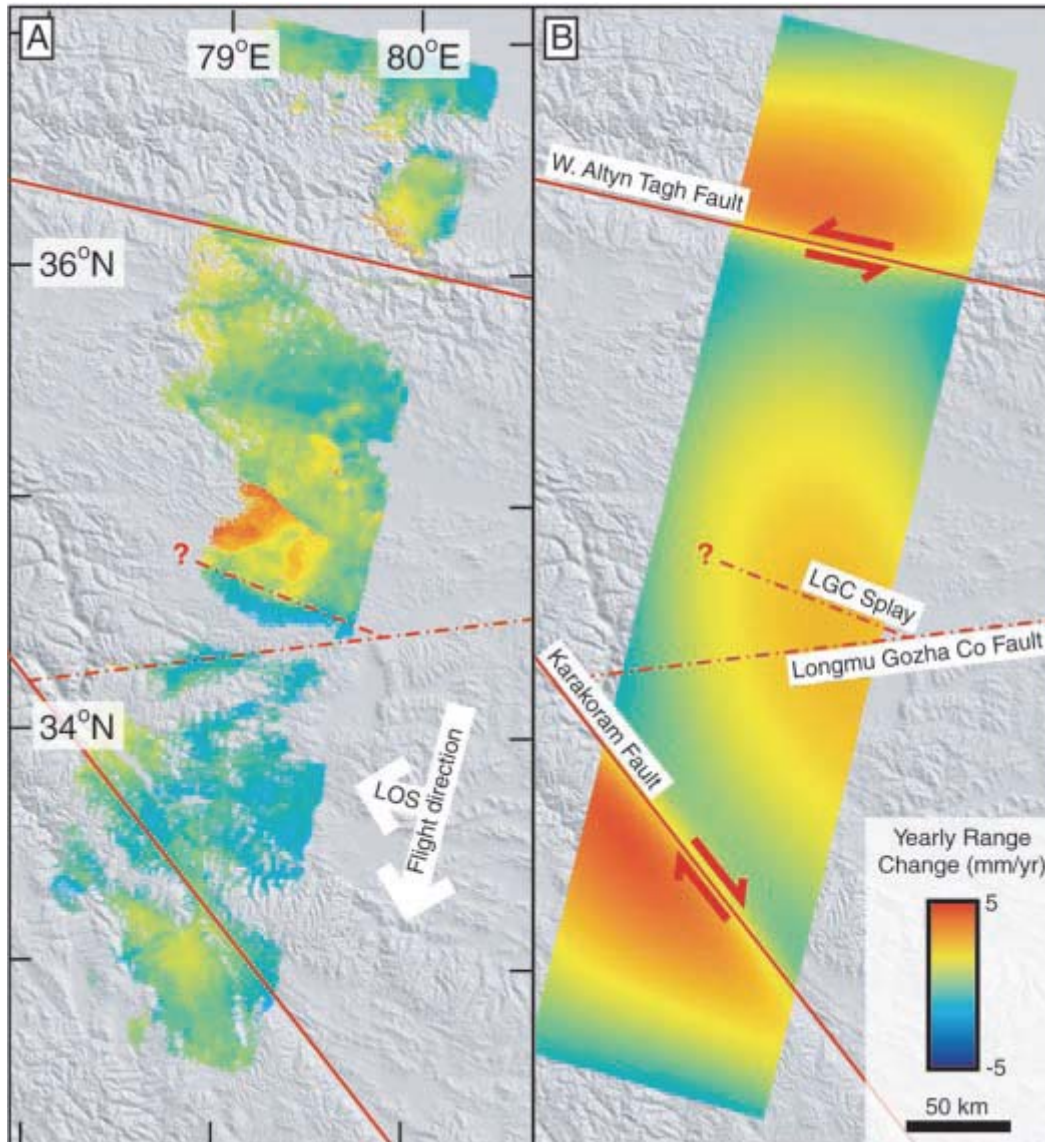 A
79°E
80°E
36°N
?
34°N
LOS
Flight direction
B
W. Altyn Tagh Fault
?
LGC Splay
Longmu Gozha Co Fault
Karakoram Fault
Yearly Range
Change (mm/yr)
5
-5
50 km